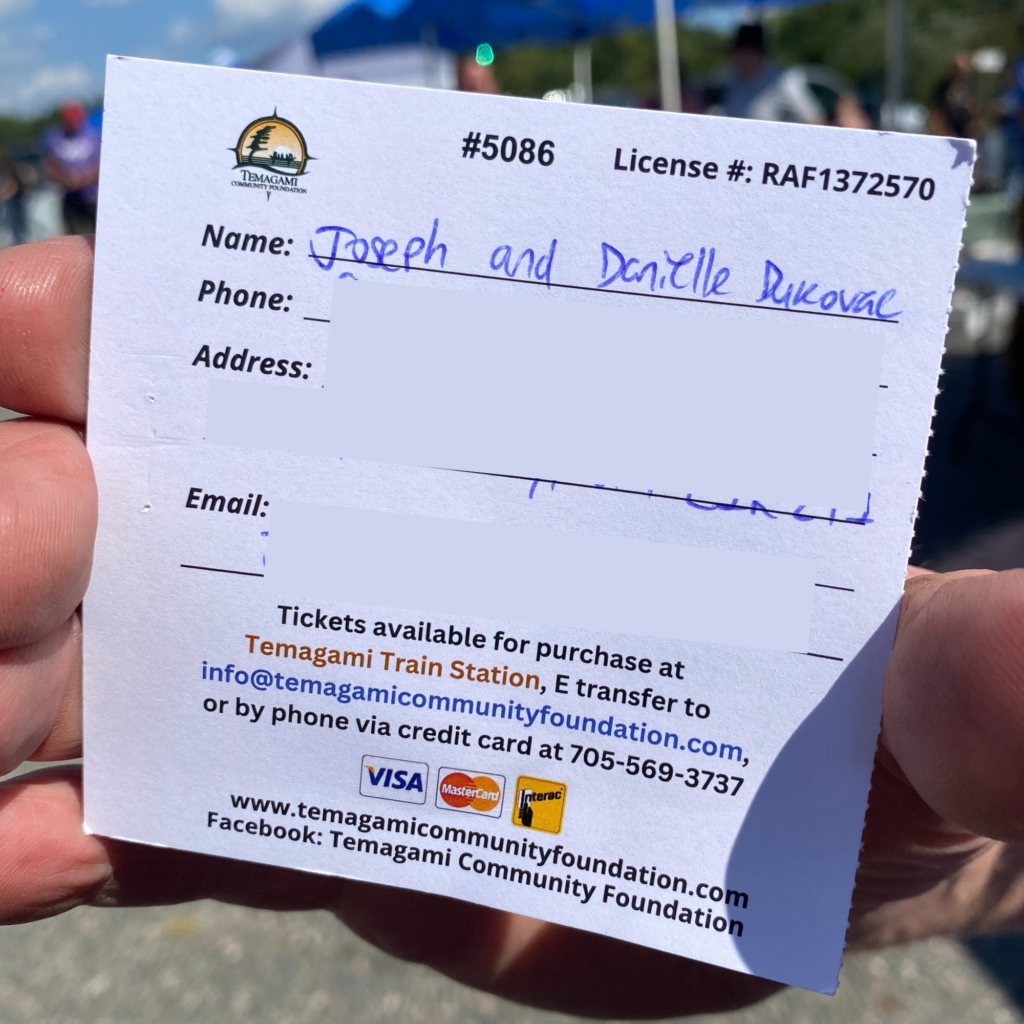 TEMAGAMI
COMMUNITY FOUNDATION
#5086
License #: RAF1372570
Name: Joseph and Danielle Dukovac
Phone:
Address:
Email:
Tickets available for purchase at
Temagami Train Station, E transfer to
info@temagamicommunityfoundation.com,
or by phone via credit card at 705-569-3737
VISA MasterCard Interac
www.temagamicommunityfoundation.com
Facebook: Temagami Community Foundation